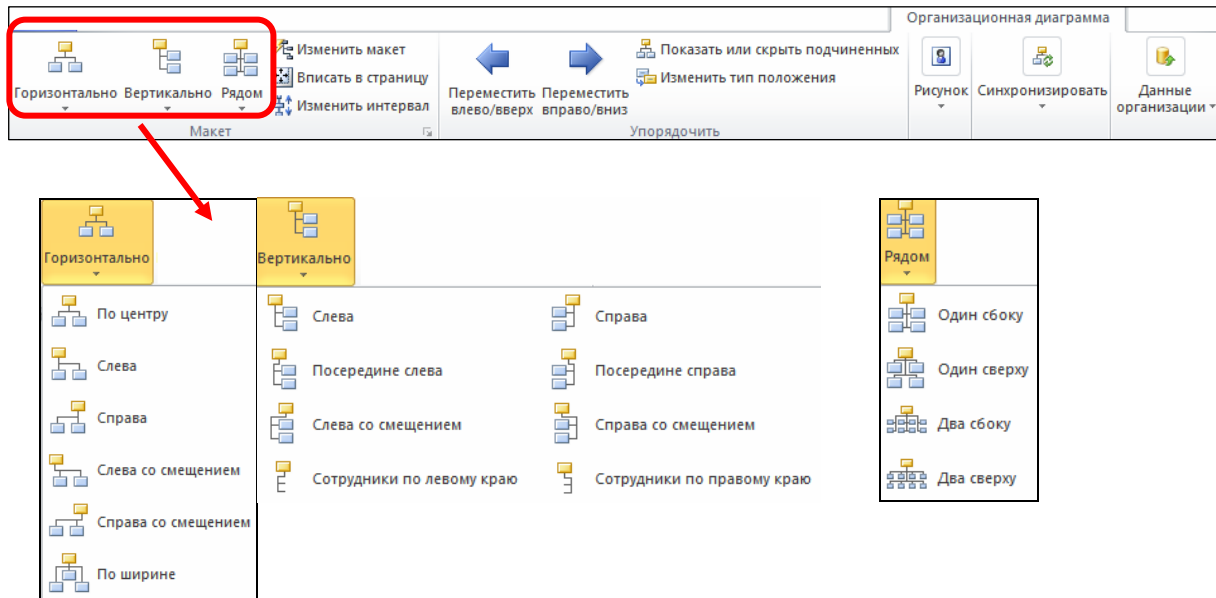 Организационная диаграмма
Горизонтально Вертикально Рядом
Изменить макет
Вписать в страницу
Изменить интервал
Макет
Переместить влево/вверх
Переместить вправо/вниз
Показать или скрыть подчиненных
Изменить тип положения
Упорядочить
Рисунок
Синхронизировать
Данные
организации
Горизонтально
По центру
Слева
Справа
Слева со смещением
Справа со смещением
По ширине
Вертикально
Слева
Справа
Посередине слева
Посередине справа
Слева со смещением
Справа со смещением
Сотрудники по левому краю
Сотрудники по правому краю
Рядом
Один сбоку
Один сверху
Два сбоку
Два сверху